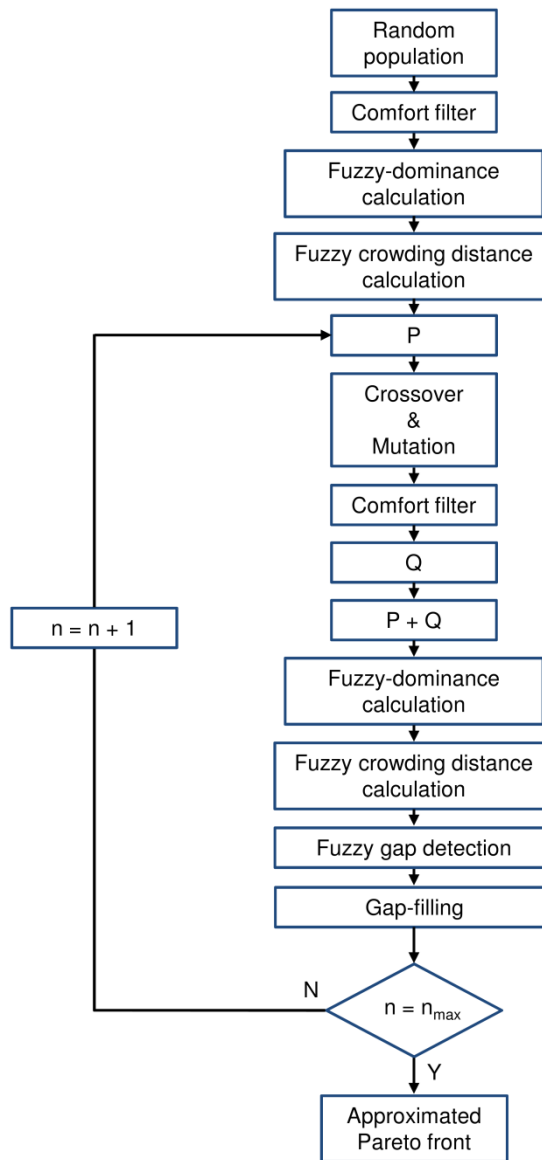 Random
population
Comfort filter
Fuzzy-dominance
calculation
Fuzzy crowding distance
calculation
P
Crossover
&
Mutation
Comfort filter
Q
n = n + 1
P + Q
Fuzzy-dominance
calculation
Fuzzy crowding distance
calculation
Fuzzy gap detection
Gap-filling
N
n = nmax
Y
Approximated
Pareto front